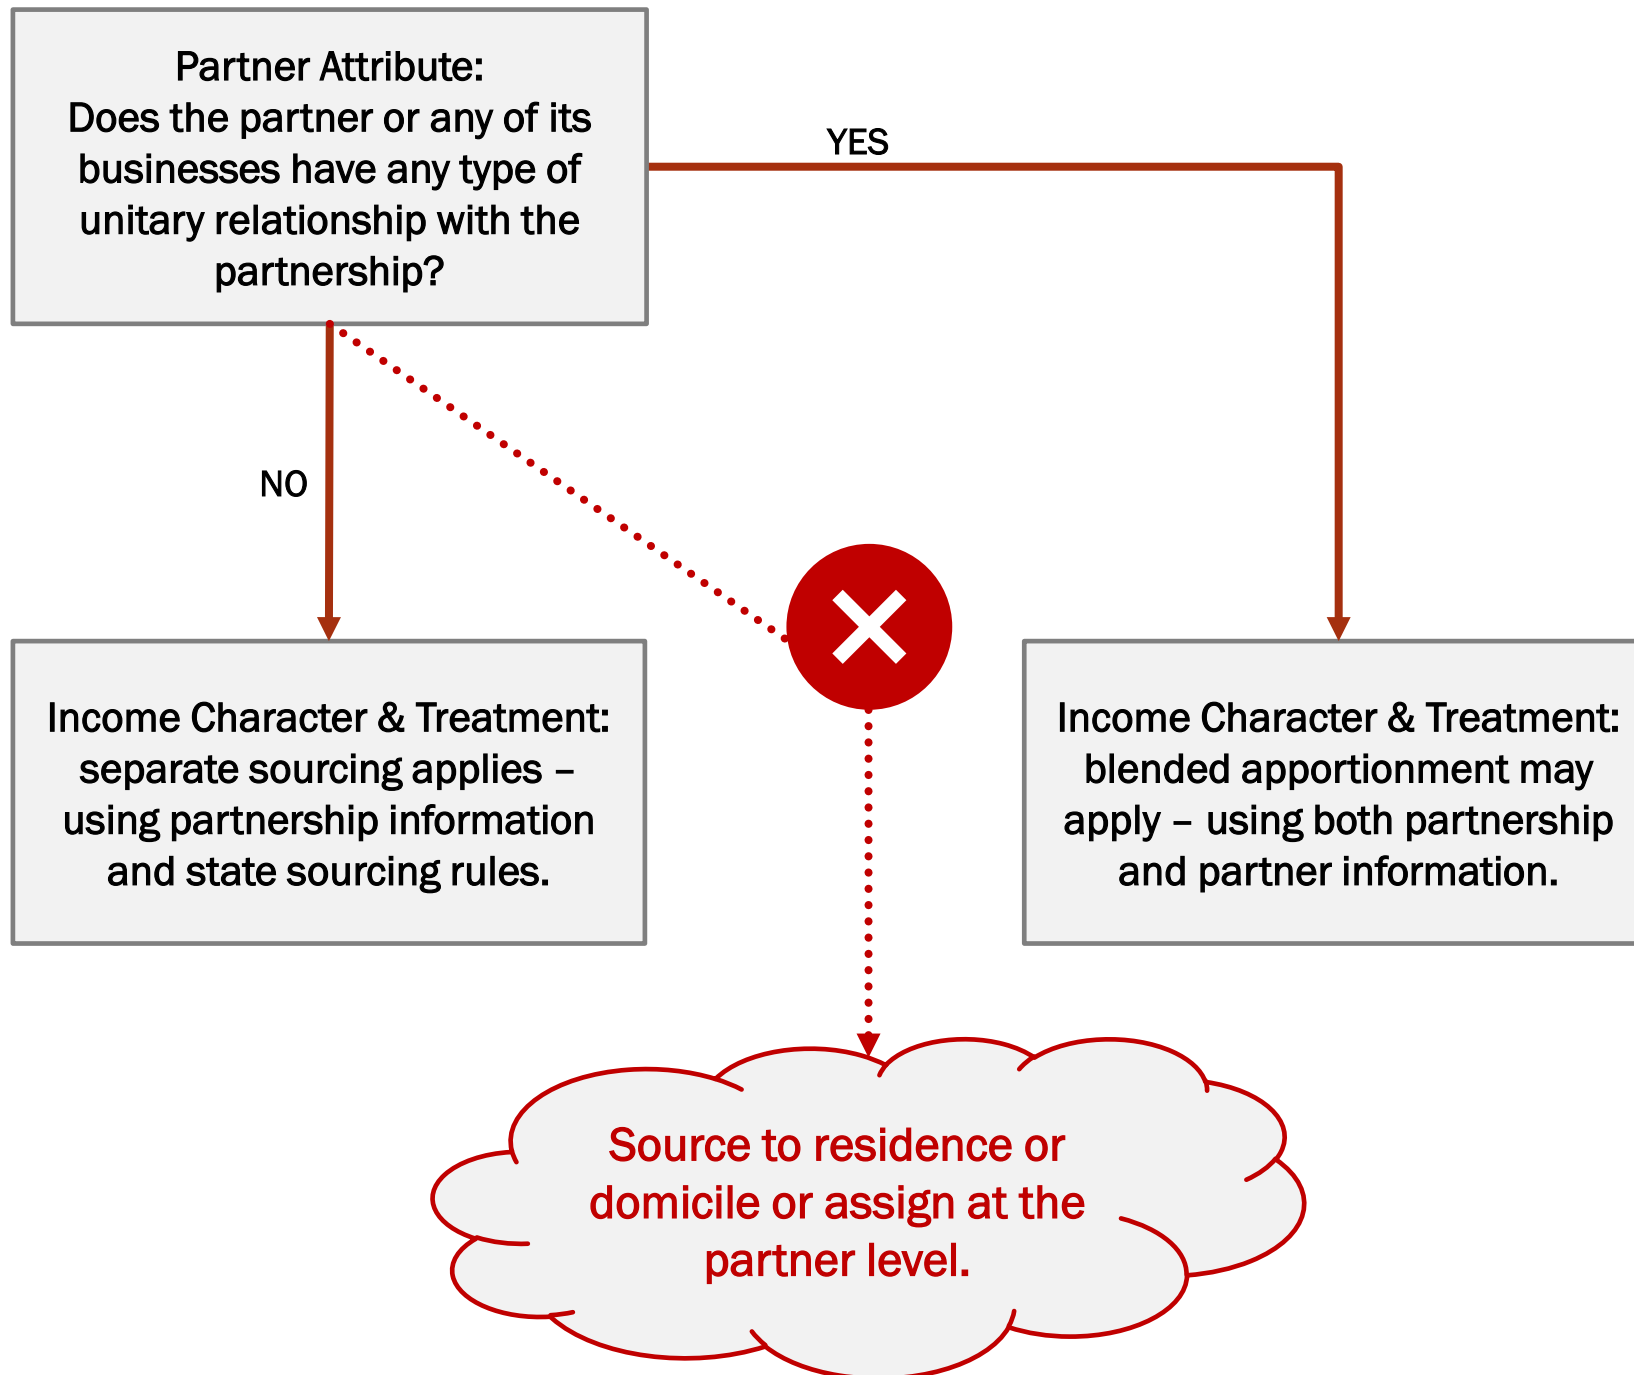 Partner Attribute:
Does the partner or any of its
businesses have any type of
unitary relationship with the
partnership?
YES
NO
Income Character & Treatment:
separate sourcing applies –
using partnership information
and state sourcing rules.
Income Character & Treatment:
blended apportionment may
apply – using both partnership
and partner information.
Source to residence or
domicile or assign at the
partner level.